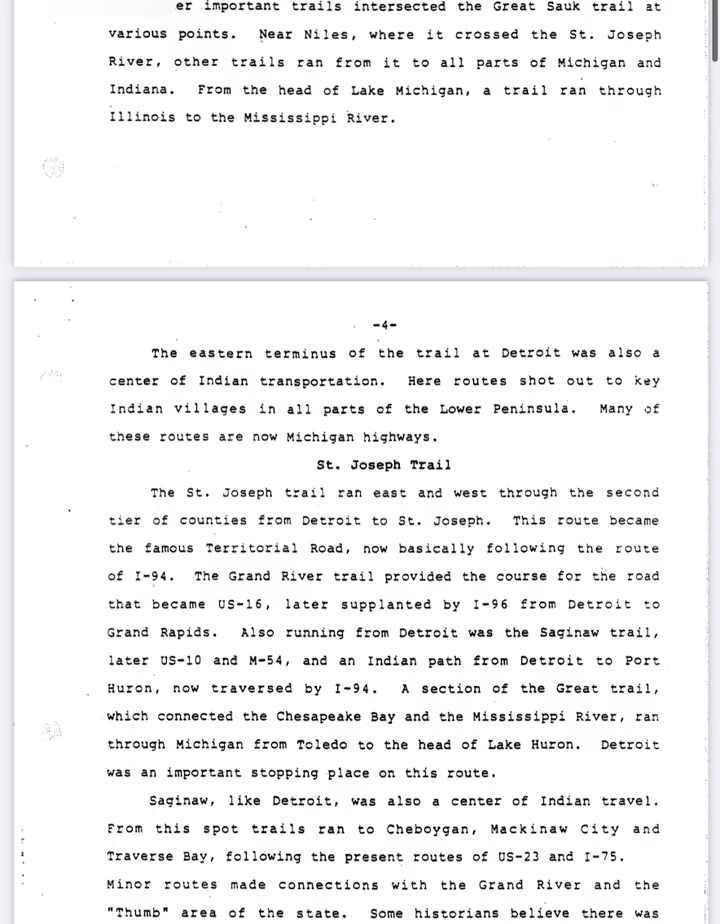 er important trails intersected the Great Sauk trail at
various points. Near Niles, where it crossed the St. Joseph
River, other trails ran from it to all parts of Michigan and
Indiana. From the head of Lake Michigan, a trail ran through
Illinois to the Mississippi River.
-4-
The eastern terminus of the trail at Detroit was also a
center of Indian transportation. Here routes shot out to key
Indian villages in all parts of the Lower Peninsula. Many of
these routes are now Michigan highways.
St. Joseph Trail
The St. Joseph trail ran east and west through the second
tier of counties from Detroit to St. Joseph. This route became
the famous Territorial Road, now basically following the route
of I-94. The Grand River trail provided the course for the road
that became US-16, later supplanted by I-96 from Detroit to
Grand Rapids. Also running from Detroit was the Saginaw trail,
later US-10 and M-54, and an Indian path from Detroit to Port
Huron, now traversed by I-94. A section of the Great trail,
which connected the Chesapeake Bay and the Mississippi River, ran
through Michigan from Toledo to the head of Lake Huron. Detroit
was an important stopping place on this route.
Saginaw, like Detroit, was also a center of Indian travel.
From this spot trails ran to Cheboygan, Mackinaw City and
Traverse Bay, following the present routes of US-23 and I-75.
Minor routes made connections with the Grand River and the
"Thumb" area of the state. Some historians believe there was